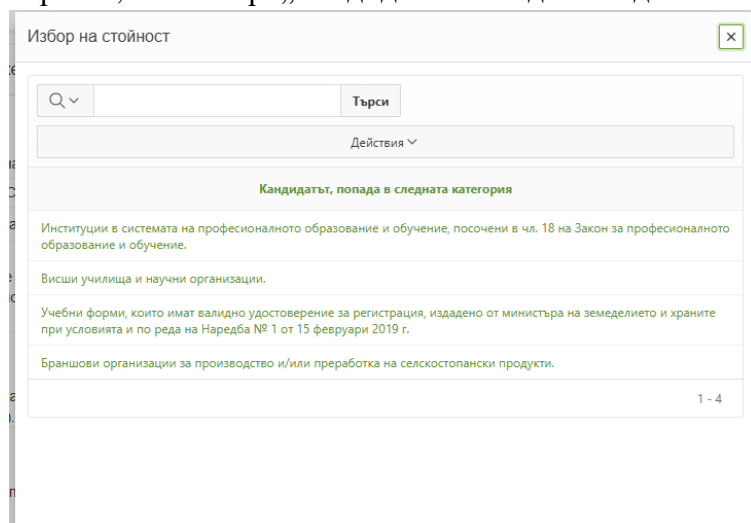 Избор на стойност
Търси
Действия
Кандидатът, попада в следната категория
Институции в системата на професионалното образование и обучение, посочени в чл. 18 на Закон за професионалното
образование и обучение.
Висши училища и научни организации.
Учебни форми, които имат валидно удостоверение за регистрация, издадено от министъра на земеделието и храните
при условията и по реда на Наредба № 1 от 15 февруари 2019 г.
Браншови организации за производство и/или преработка на селскостопански продукти.
1 - 4